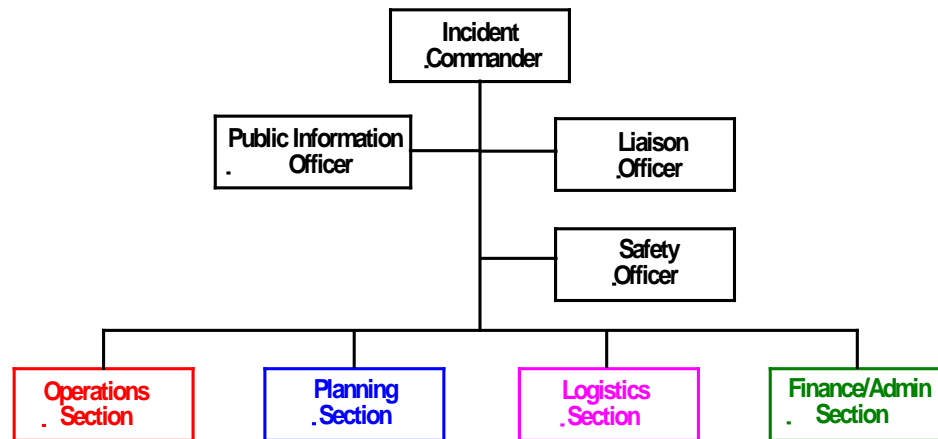 Incident
Commander
Public Information
Officer
Liaison
Officer
Safety
Officer
Operations
Section
Planning
Section
Logistics
Section
Finance/Admin
Section